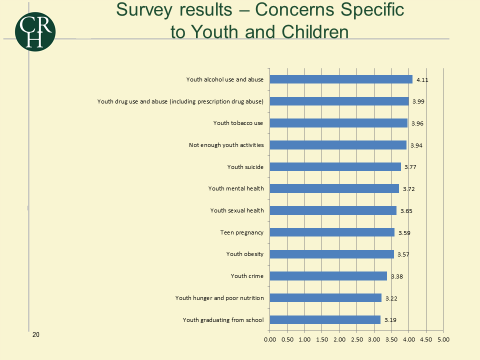 Survey results – Concerns Specific
to Youth and Children
CR
H
Youth alcohol use and abuse 4.11
Youth drug use and abuse (including prescription drug abuse) 3.99
Youth tobacco use 3.96
Not enough youth activities 3.94
Youth suicide 3.77
Youth mental health 3.72
Youth sexual health 3.65
Teen pregnancy 3.59
Youth obesity 3.57
Youth crime 3.38
Youth hunger and poor nutrition 3.22
Youth graduating from school 3.19
0.00 0.50 1.00 1.50 2.00 2.50 3.00 3.50 4.00 4.50 5.00
20